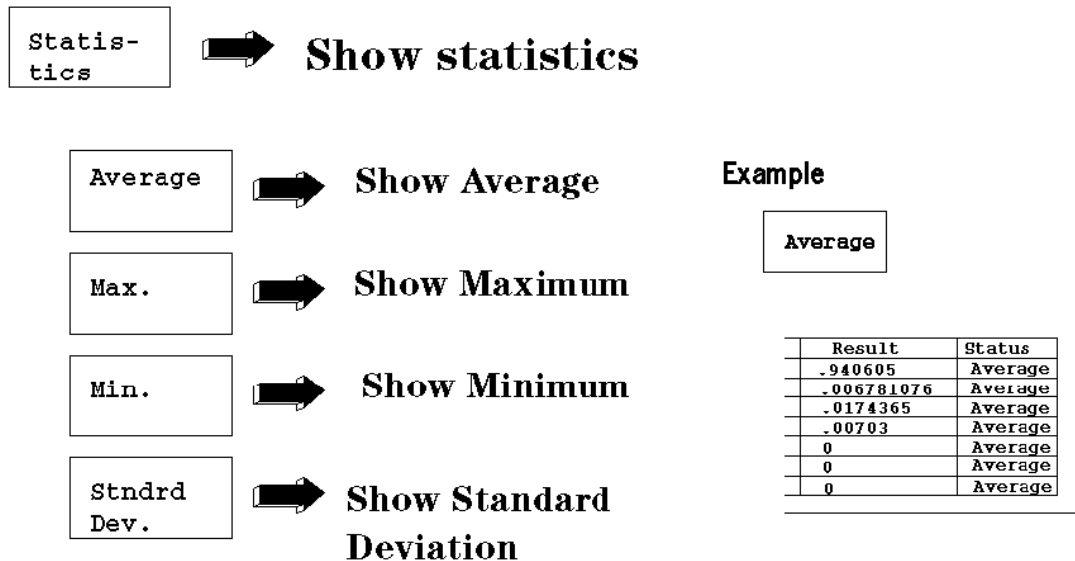 Statis-
tics
Show statistics
Average
Show Average
Max.
Show Maximum
Min.
Show Minimum
Stndrd
Dev.
Show Standard
Deviation
Example
Average
Result Status
.940605 Average
.006781076 Average
.0174365 Average
.00703 Average
0 Average
0 Average
0 Average